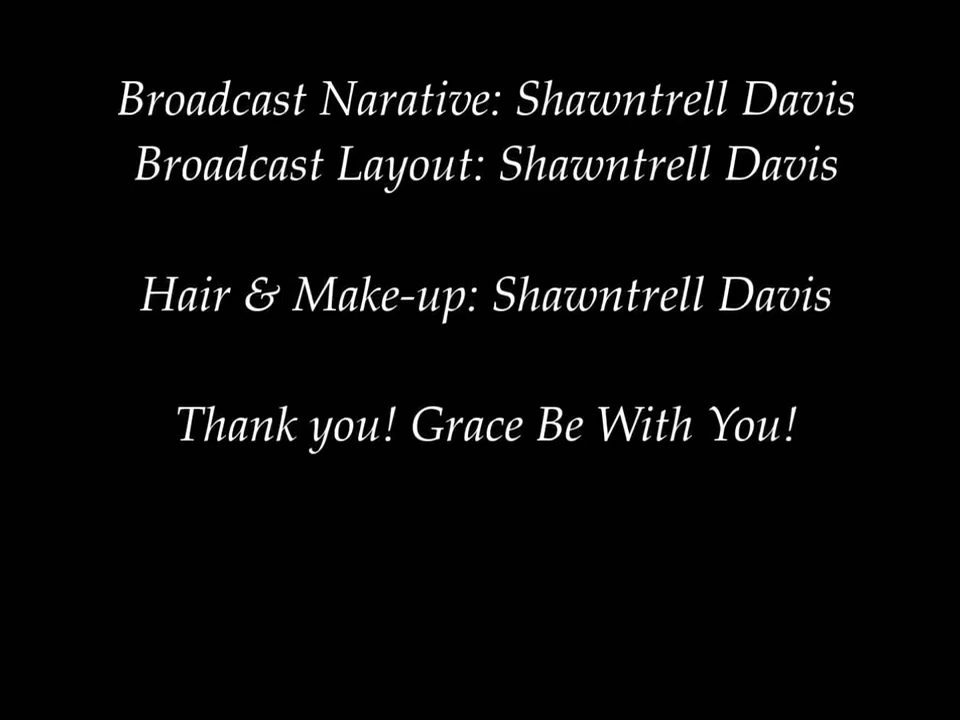 Broadcast Narative: Shawntrell Davis
Broadcast Layout: Shawntrell Davis
Hair & Make-up: Shawntrell Davis
Thank you! Grace Be With You!